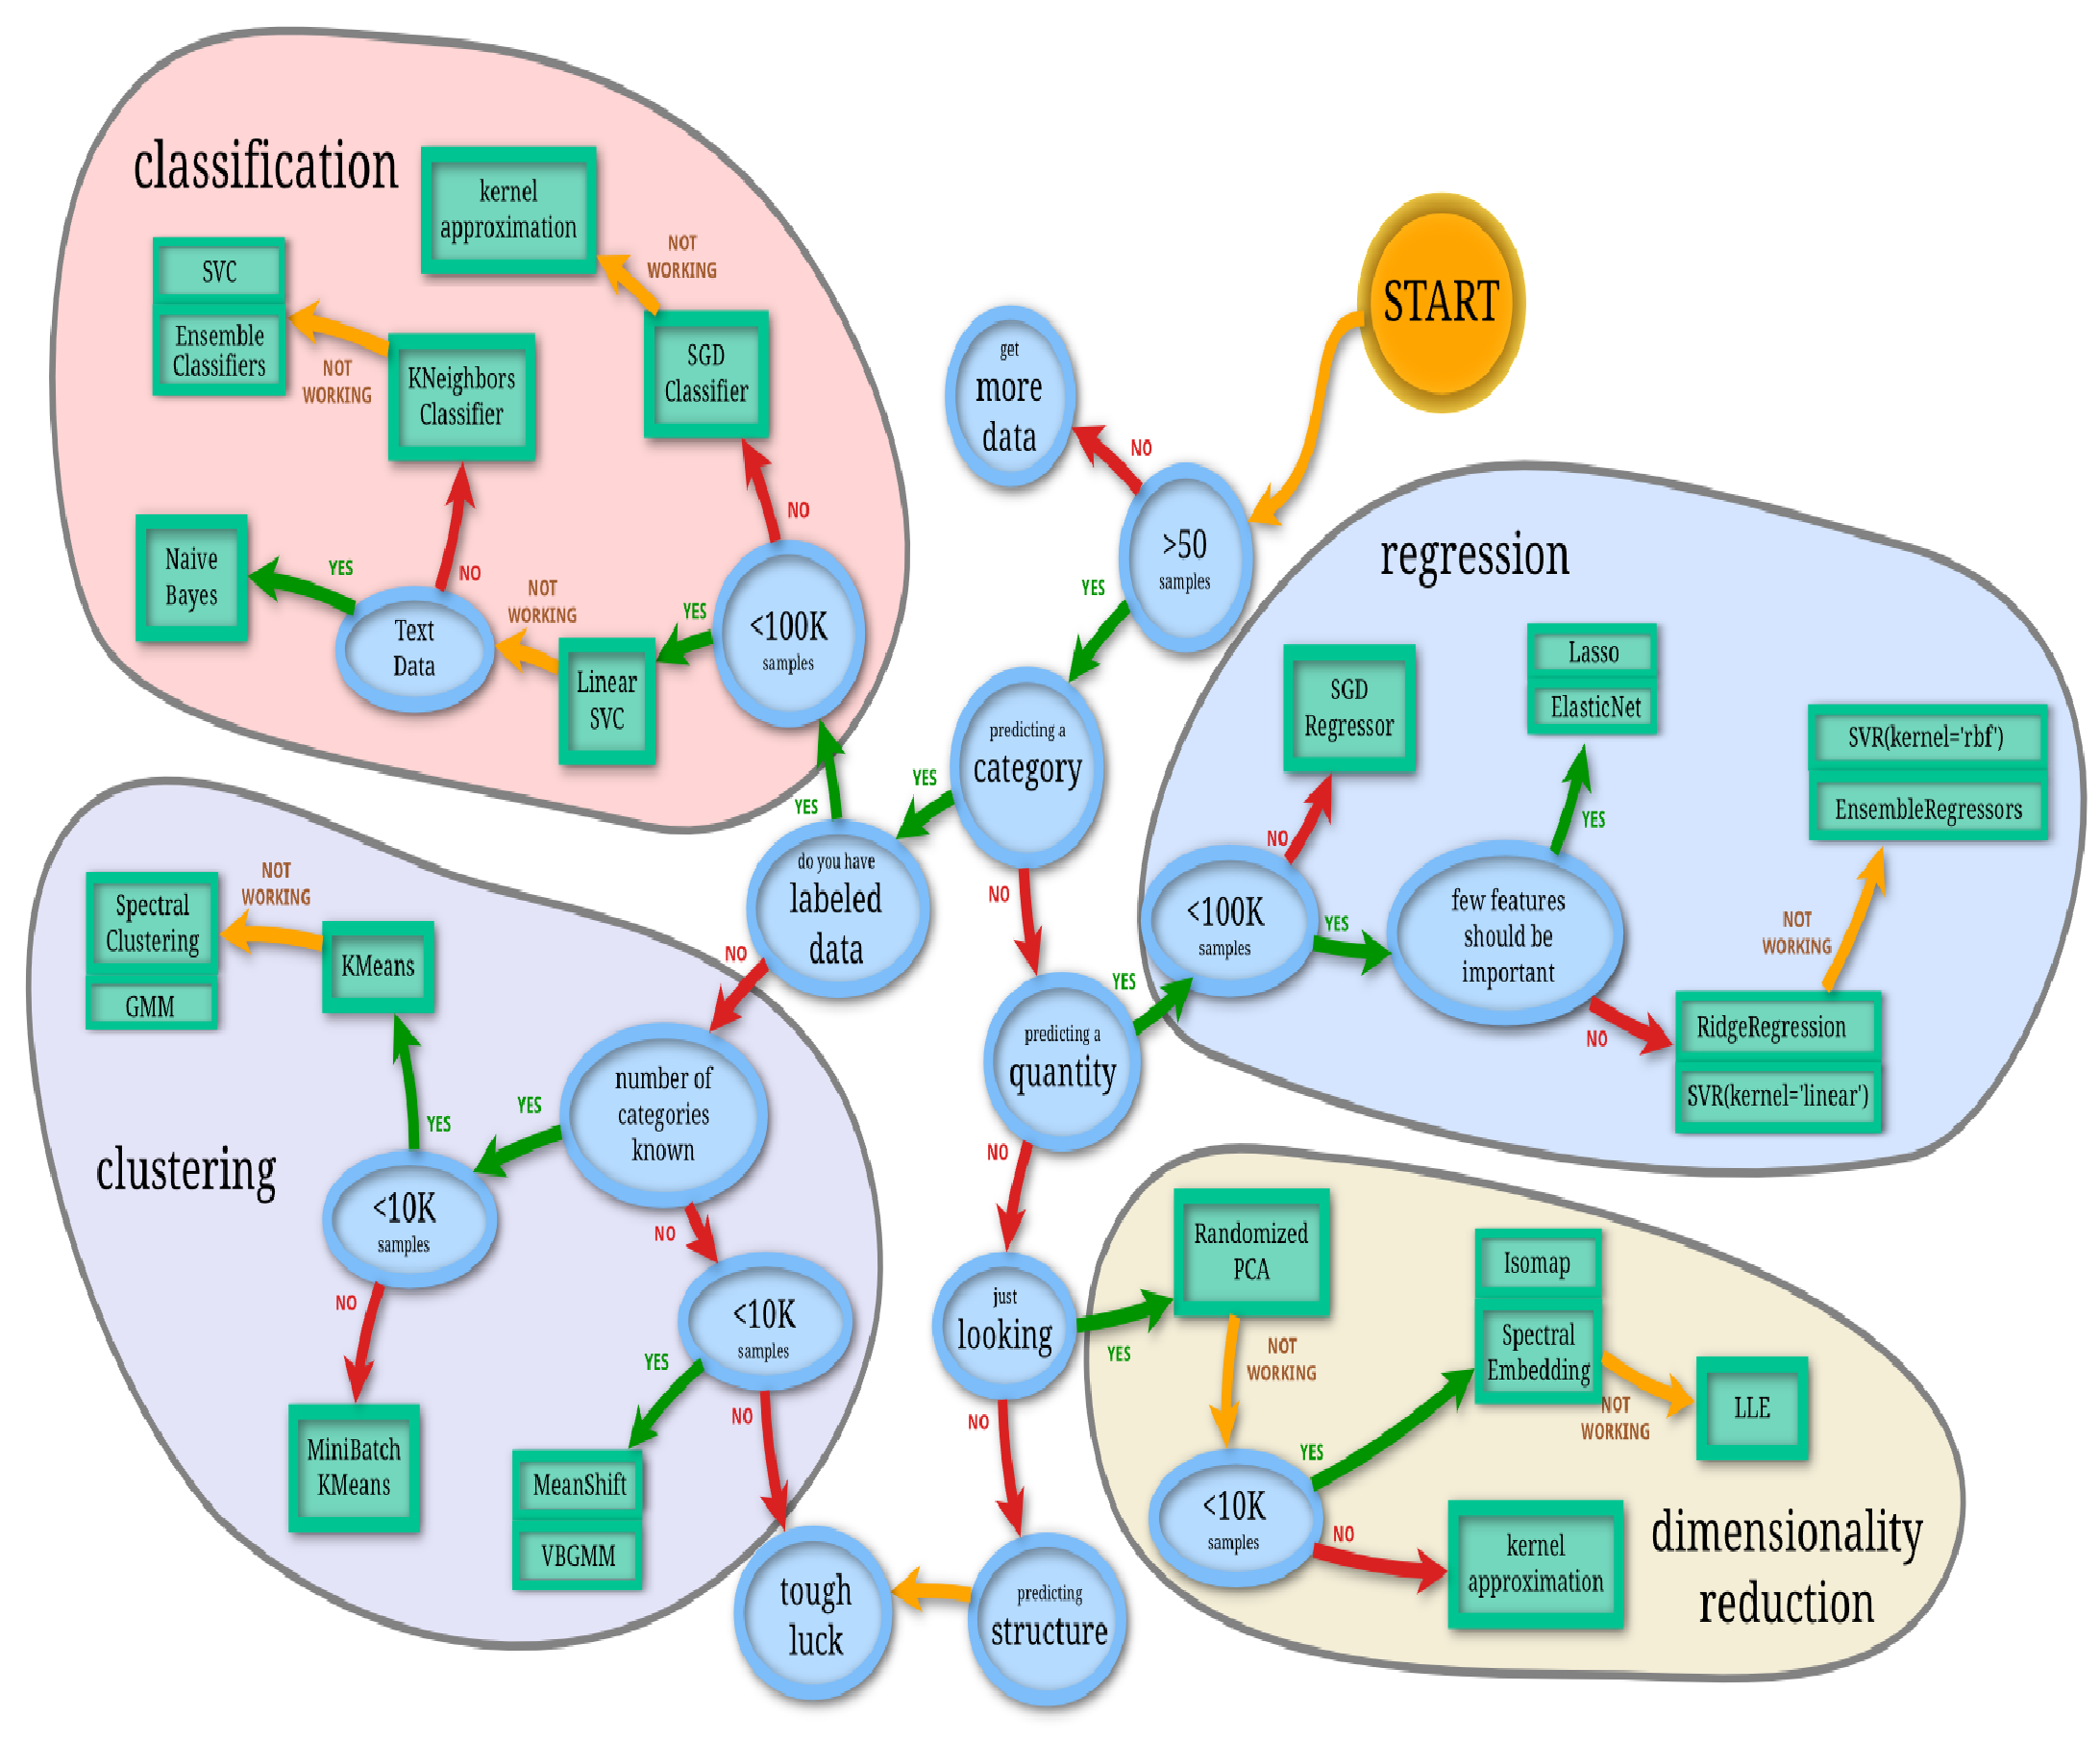 classification
kernel
approximation
NOT
WORKING
SVC
Ensemble
Classifiers
NOT
WORKING
KNeighbors
Classifier
SGD
Classifier
NO
Naive
Bayes
YES
NO
Text
Data
NOT
WORKING
Linear
SVC
YES
<100K
samples
YES
START
get
more
data
NO
>50
samples
YES
predicting a
category
YES
NO
do you have
labeled
data
NO
predicting a
quantity
YES
NO
just
looking
YES
NO
predicting
structure
tough
luck
regression
SGD
Regressor
Lasso
ElasticNet
SVR(kernel='rbf')
EnsembleRegressors
NO
YES
<100K
samples
YES
few features
should be
important
NOT
WORKING
NO
RidgeRegression
SVR(kernel='linear')
clustering
Spectral
Clustering
GMM
NOT
WORKING
KMeans
YES
number of
categories
known
YES
NO
<10K
samples
NO
MiniBatch
KMeans
<10K
samples
YES
NO
MeanShift
VBGMM
dimensionality
reduction
Randomized
PCA
NOT
WORKING
Isomap
Spectral
Embedding
NOT
WORKING
LLE
YES
<10K
samples
NO
kernel
approximation